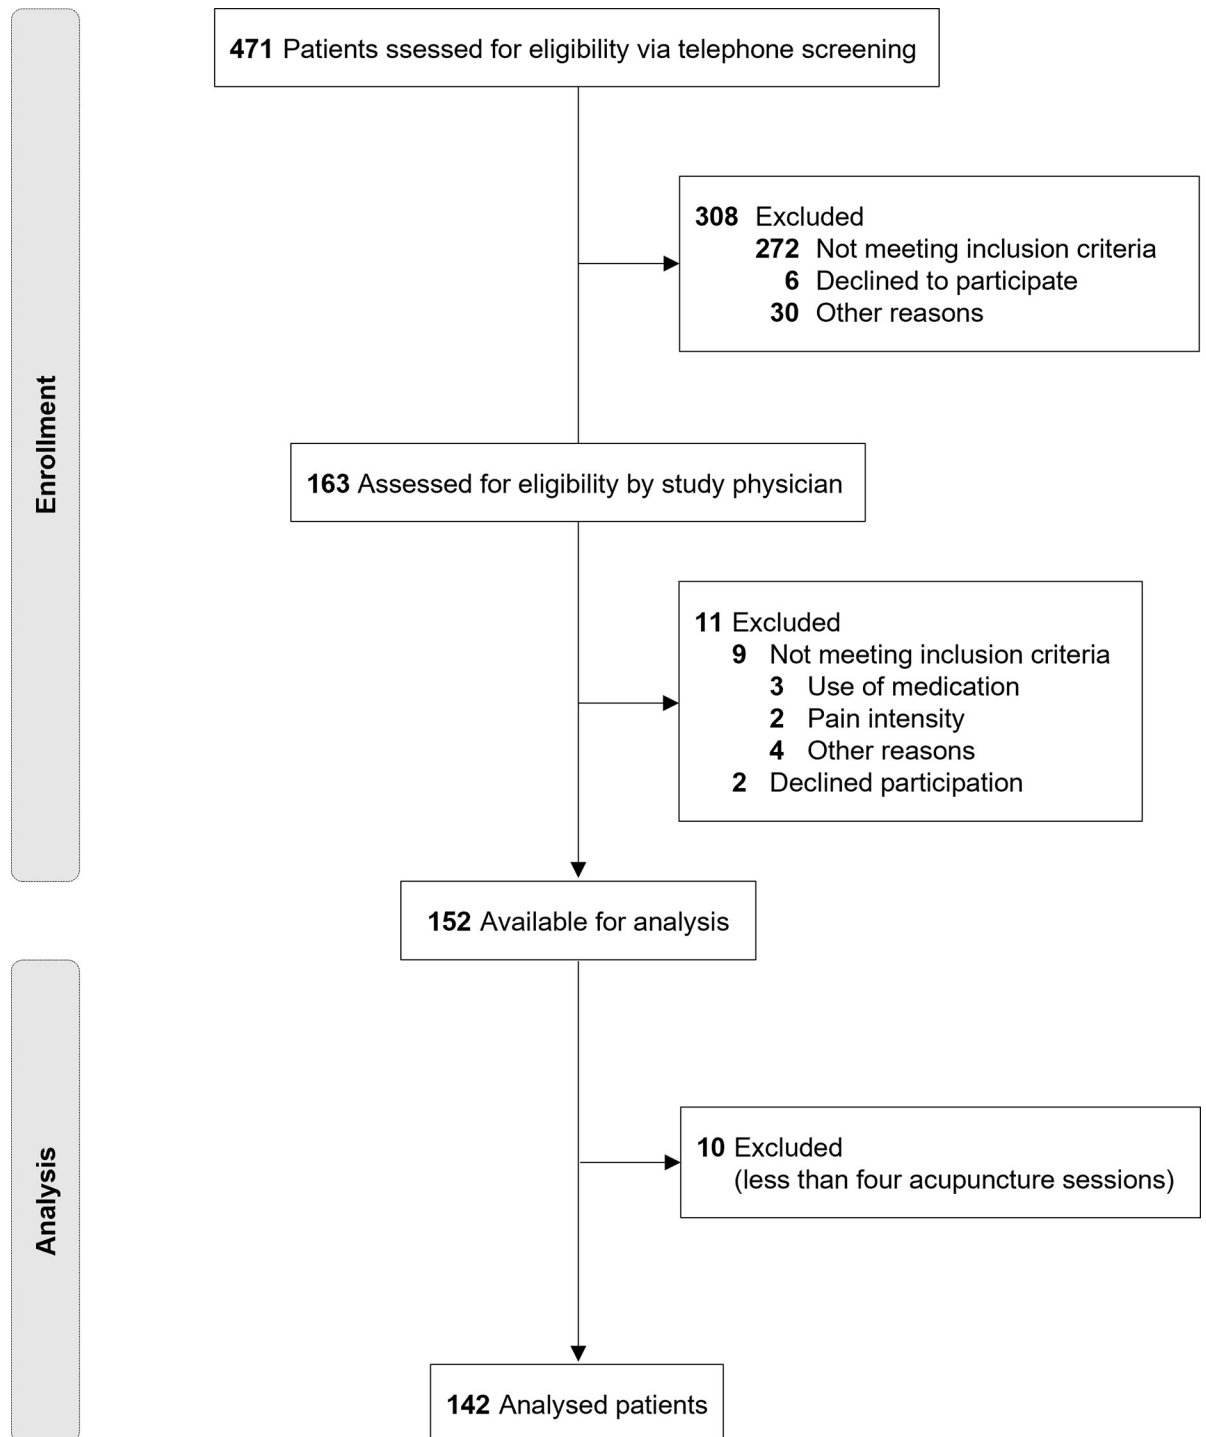 471 Patients ssessed for eligibility via telephone screening
308 Excluded
272 Not meeting inclusion criteria
6 Declined to participate
30 Other reasons
Enrollment
163 Assessed for eligibility by study physician
11 Excluded
9 Not meeting inclusion criteria
3 Use of medication
2 Pain intensity
4 Other reasons
2 Declined participation
152 Available for analysis
Analysis
10 Excluded
(less than four acupuncture sessions)
142 Analysed patients